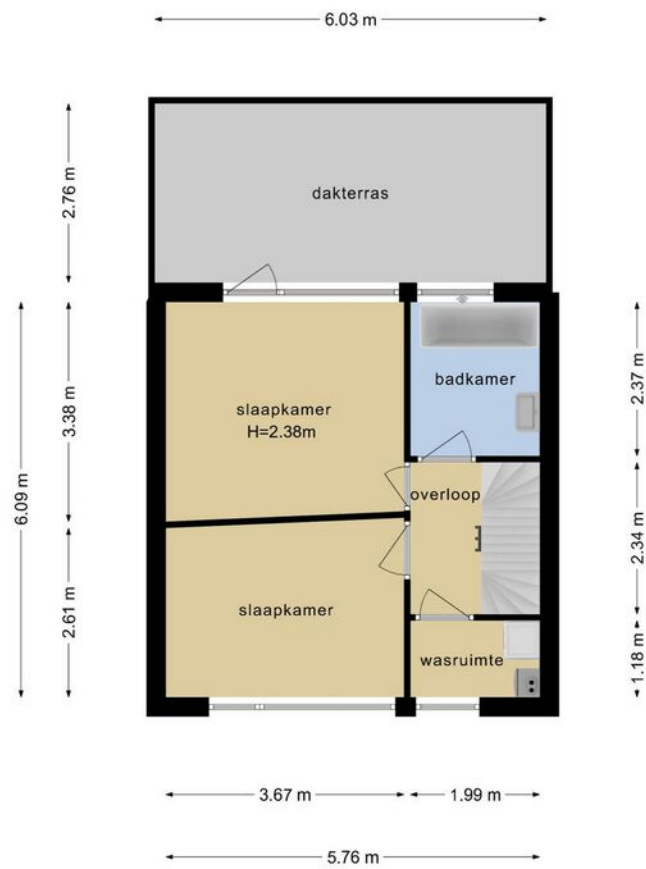 6.03 m
2.76 m
dakterras
3.38 m
6.09 m
2.37 m
badkamer
slaapkamer
H=2.38m
overloop
2.34 m
2.61 m
slaapkamer
wasruimte
1.18 m
3.67 m
1.99 m
5.76 m